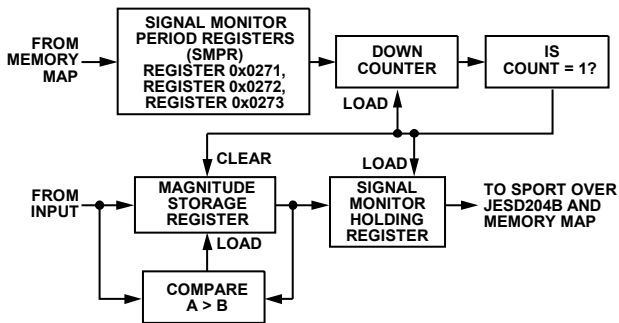 FROM
MEMORY
MAP
SIGNAL MONITOR
PERIOD REGISTERS
(SMPR)
REGISTER 0x0271,
REGISTER 0x0272,
REGISTER 0x0273
DOWN
COUNTER
IS
COUNT = 1?
LOAD
CLEAR
LOAD
FROM
INPUT
MAGNITUDE
STORAGE
REGISTER
SIGNAL
MONITOR
HOLDING
REGISTER
TO SPORT OVER
JESD204B AND
MEMORY MAP
LOAD
COMPARE
A > B